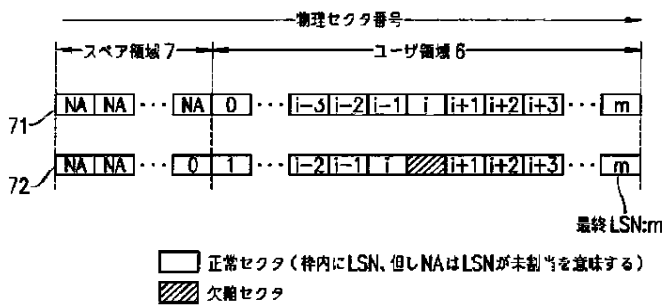 物理セクタ番号
スペア領域7 ユーザ領域6
71 NA NA ··· NA 0 ··· i-3 i-2 i-1 i i+1 i+2 i+3 ··· m
72 NA NA ··· 0 1 ··· i-2 i-1 i i+1 i+2 i+3 ··· m
最終LSN:m
正常セクタ(枠内にLSN、但しNAはLSNが未割当を意味する)
欠陥セクタ